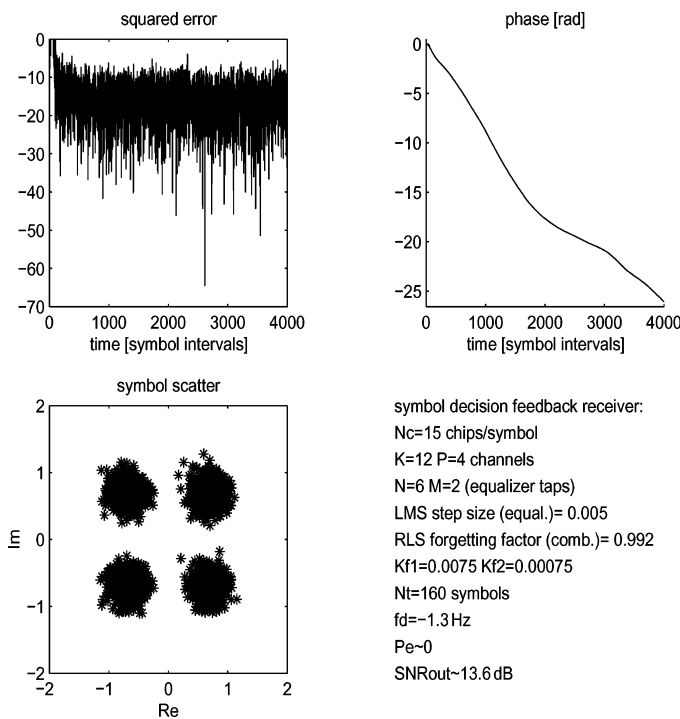 squared error
0
−10
−20
−30
−40
−50
−60
−70
0 1000 2000 3000 4000
time [symbol intervals]
phase [rad]
0
−5
−10
−15
−20
−25
0 1000 2000 3000 4000
time [symbol intervals]
symbol scatter
2
1
0
−1
−2
Im
−2 −1 0 1 2
Re
symbol decision feedback receiver:
Nc=15 chips/symbol
K=12 P=4 channels
N=6 M=2 (equalizer taps)
LMS step size (equal.)= 0.005
RLS forgetting factor (comb.)= 0.992
Kf1=0.0075 Kf2=0.00075
Nt=160 symbols
fd=−1.3 Hz
Pe~0
SNRout~13.6 dB